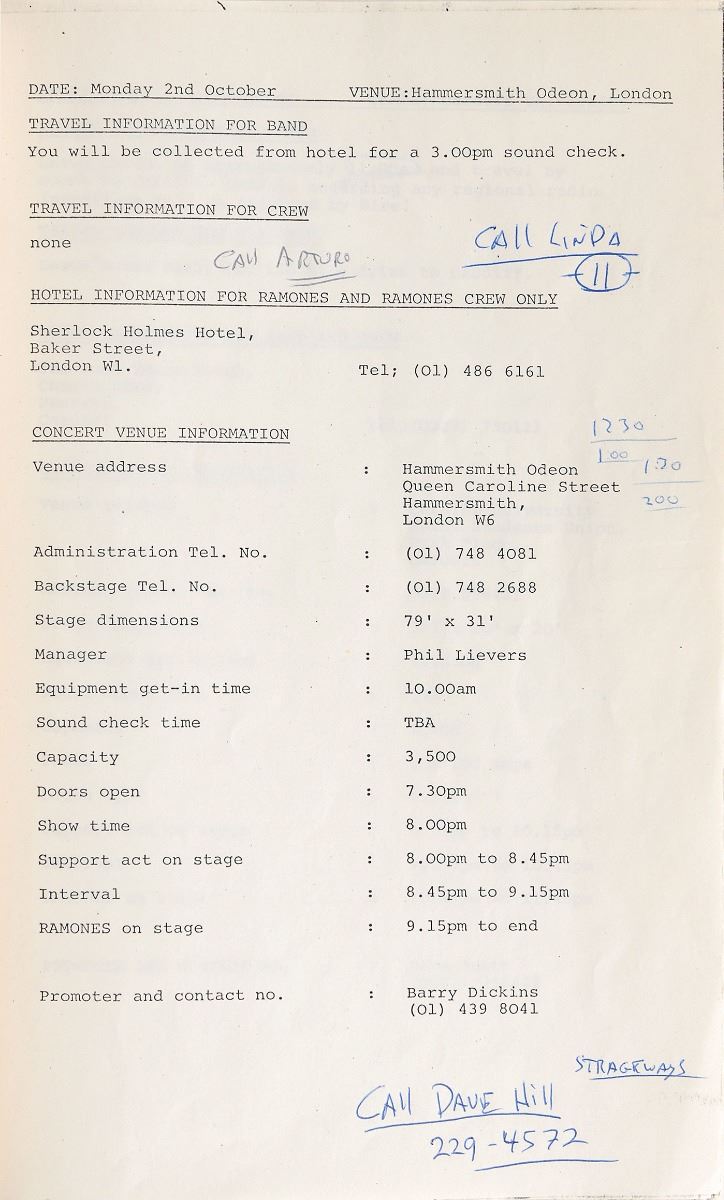 DATE: Monday 2nd October VENUE:Hammersmith Odeon, London
TRAVEL INFORMATION FOR BAND
You will be collected from hotel for a 3.00pm sound check.
TRAVEL INFORMATION FOR CREW
none
CAll ARTURO
CAll LINDA
11
HOTEL INFORMATION FOR RAMONES AND RAMONES CREW ONLY
Sherlock Holmes Hotel,
Baker Street,
London W1.
Tel; (01) 486 6161
1230
1.00
1.30
200
CONCERT VENUE INFORMATION
Venue address : Hammersmith Odeon
Queen Caroline Street
Hammersmith,
London W6
Administration Tel. No. : (01) 748 4081
Backstage Tel. No. : (01) 748 2688
Stage dimensions : 79' x 31'
Manager : Phil Lievers
Equipment get-in time : 10.00am
Sound check time : TBA
Capacity : 3,500
Doors open : 7.30pm
Show time : 8.00pm
Support act on stage : 8.00pm to 8.45pm
Interval : 8.45pm to 9.15pm
RAMONES on stage : 9.15pm to end
Promoter and contact no. : Barry Dickins
(01) 439 8041
STRAGEWAYS
CAll DAVE Hill
229-4572